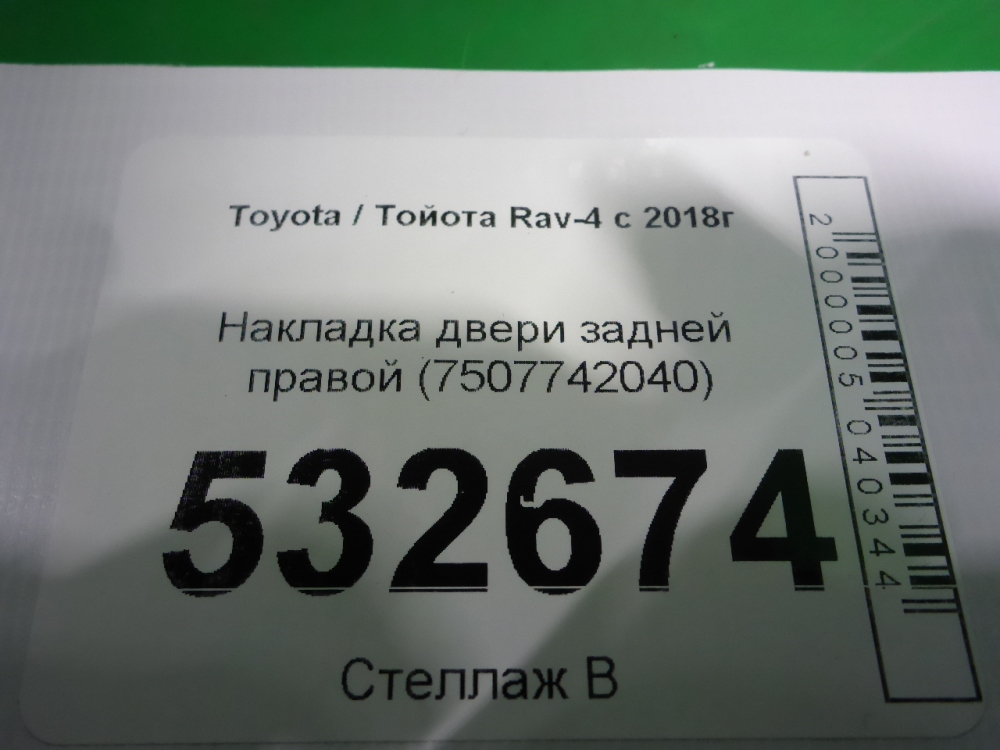 Toyota / Тойота Rav-4 с 2018г
Накладка двери задней
правой (7507742040)
532674
Стеллаж В
2000005040344